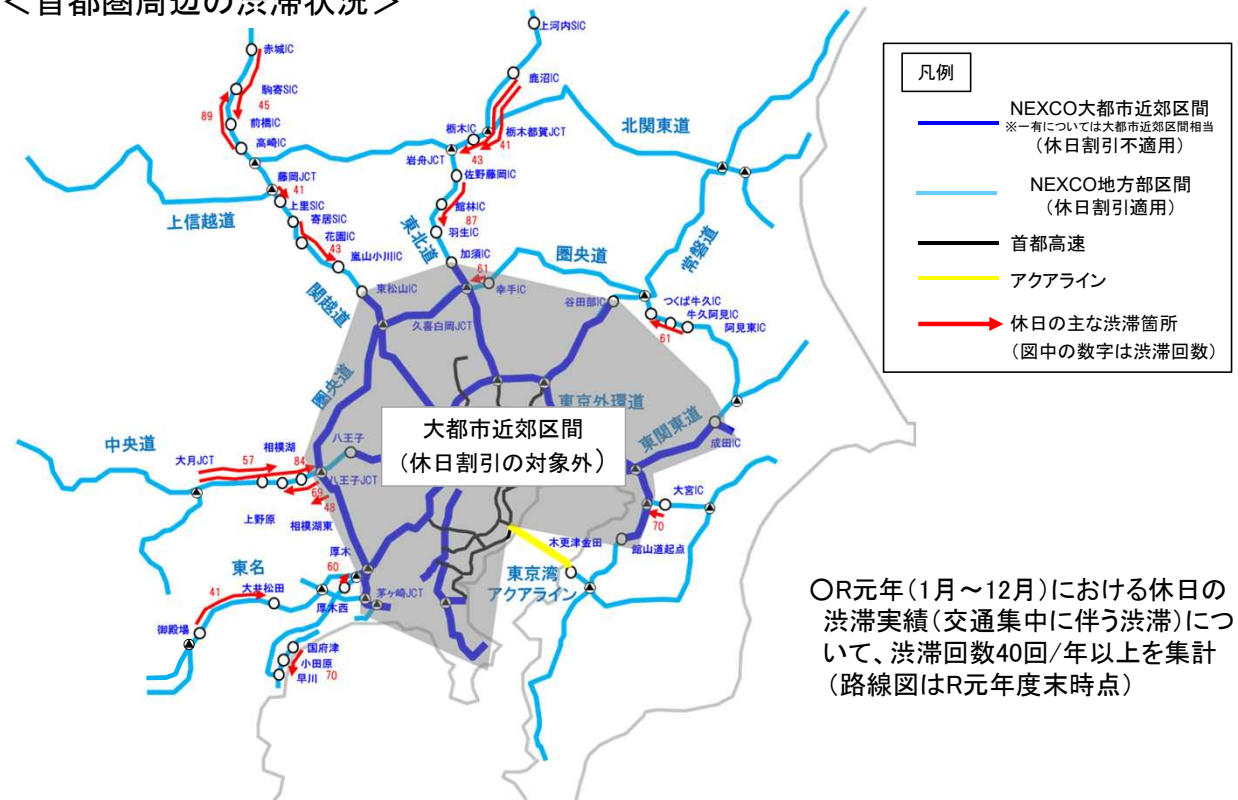 ＜首都圏周辺の渋滞状況＞
上河内SIC
赤城IC
鹿沼IC
駒寄SIC
45
89
前橋IC
高崎IC
栃木IC
栃木都賀JCT
41
北関東道
岩舟JCT
43
佐野藤岡IC
藤岡JCT
41
上里SIC
上信越道
寄居SIC
花園IC
43
嵐山小川IC
館林IC
87
羽生IC
東北道
加須IC
61
幸手IC
圏央道
常磐道
関越道
東松山IC
谷田部IC
つくば牛久IC
牛久阿見IC
阿見東IC
61
久喜白岡JCT
圏央道
東京外環道
東関東道
成田IC
大都市近郊区間
（休日割引の対象外）
中央道
大月JCT
57
相模湖
84
八王子
八王子JCT
69
48
上野原
相模湖東
大宮IC
70
木更津金田
館山道起点
東京湾
アクアライン
東名
厚木
60
厚木西
茅ヶ崎JCT
41
大井松田
御殿場
国府津
小田原
早川
70
凡例
NEXCO大都市近郊区間
※一有については大都市近郊区間相当
（休日割引不適用）
NEXCO地方部区間
（休日割引適用）
首都高速
アクアライン
休日の主な渋滞箇所
（図中の数字は渋滞回数）
〇R元年（1月～12月）における休日の
渋滞実績（交通集中に伴う渋滞）につ
いて、渋滞回数40回/年以上を集計
（路線図はR元年度末時点）